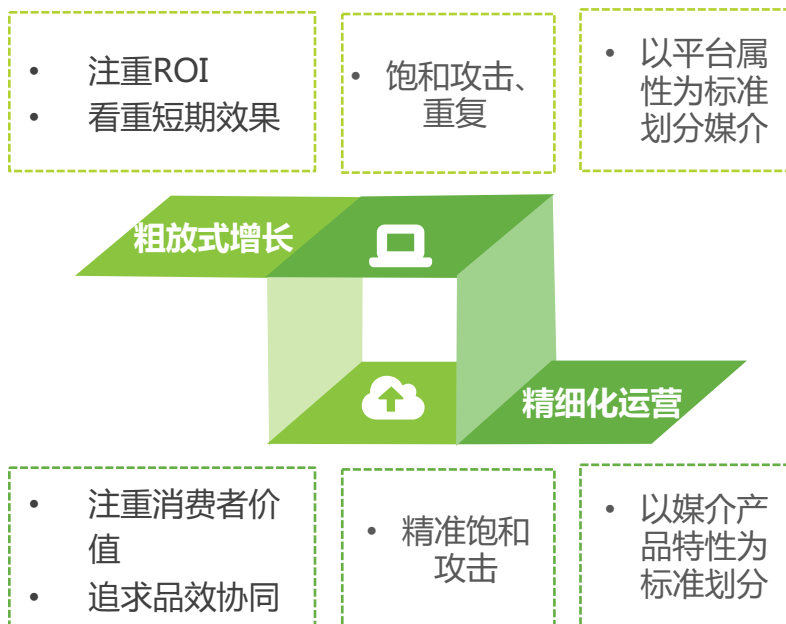 • 注重ROI
• 看重短期效果
• 饱和攻击、
重复
• 以平台属
性为标准
划分媒介
粗放式增长
精细化运营
• 注重消费者价
值
• 追求品效协同
• 精准饱和
攻击
• 以媒介产
品特性为
标准划分